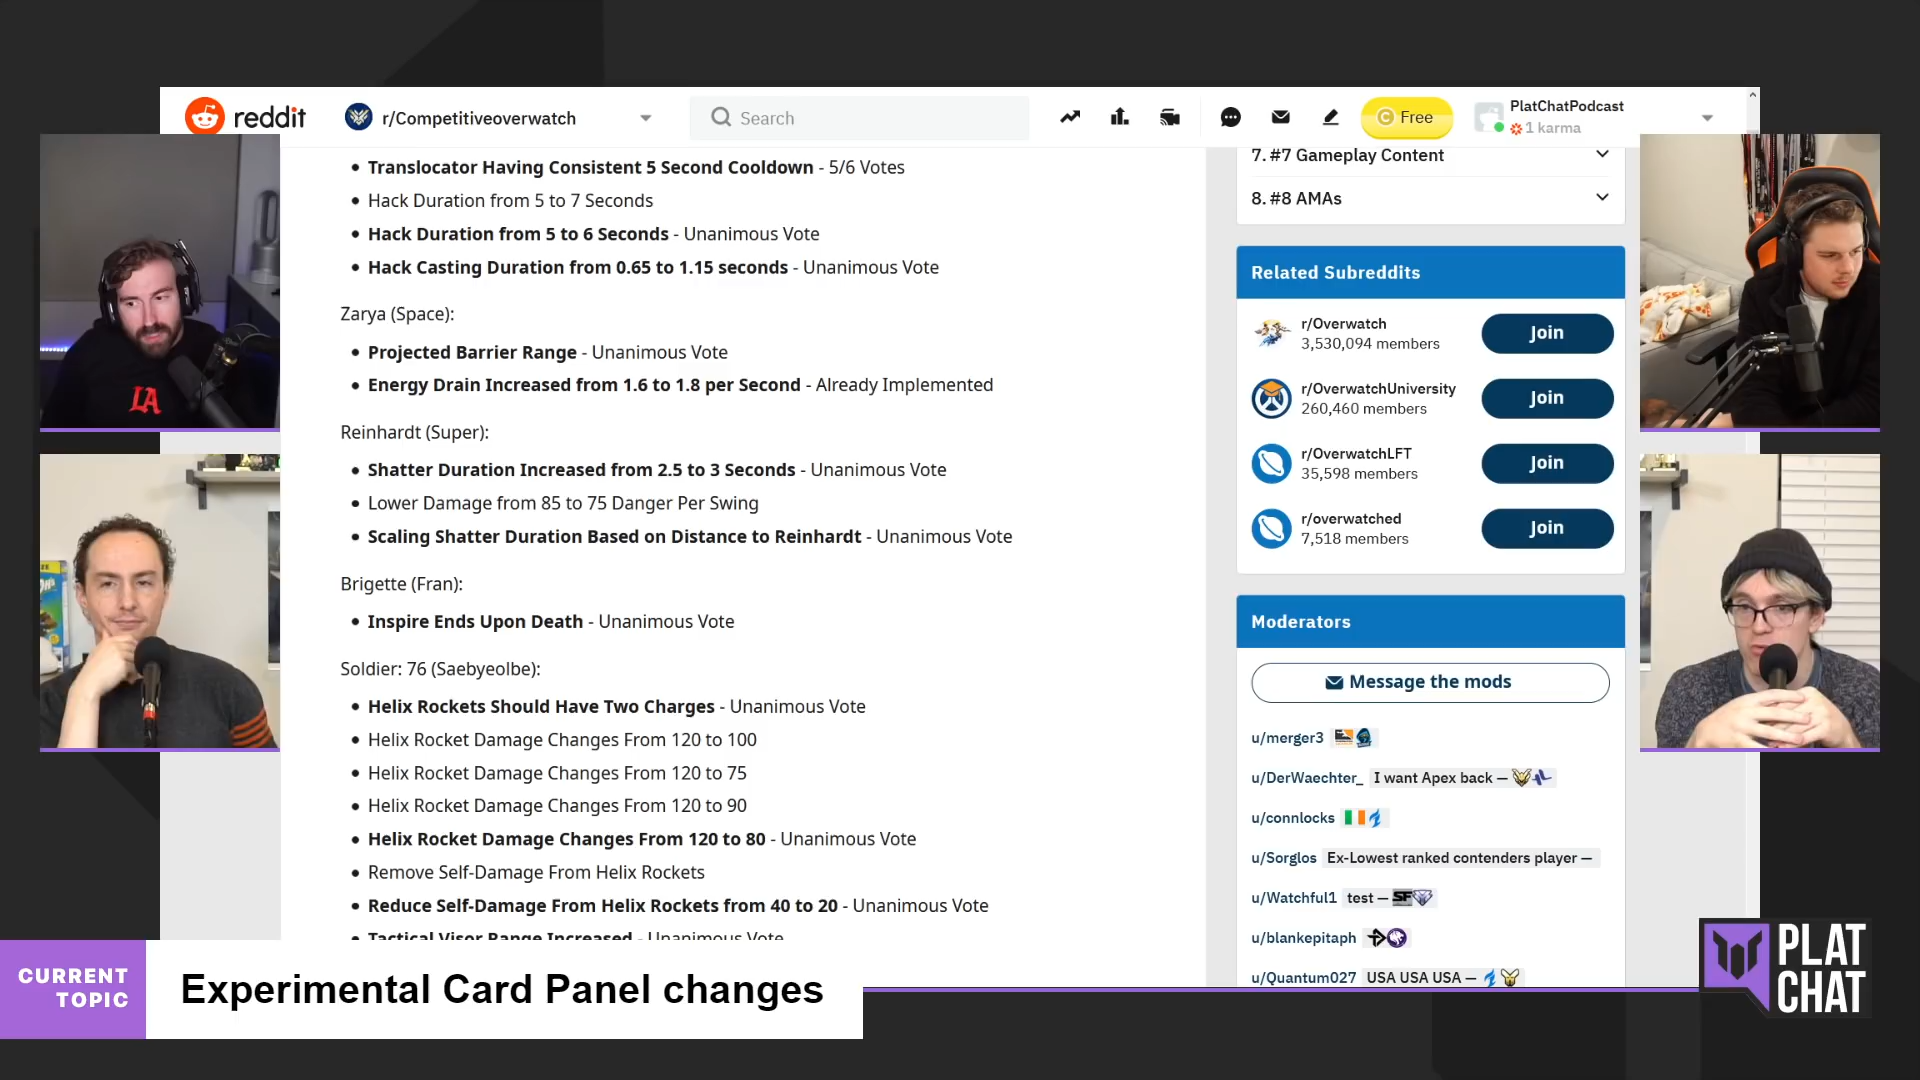 reddit
r/Competitiveoverwatch
Search
Free
PlatChatPodcast
1 karma
Translocator Having Consistent 5 Second Cooldown - 5/6 Votes
Hack Duration from 5 to 7 Seconds
Hack Duration from 5 to 6 Seconds - Unanimous Vote
Hack Casting Duration from 0.65 to 1.15 seconds - Unanimous Vote
Zarya (Space):
Projected Barrier Range - Unanimous Vote
Energy Drain Increased from 1.6 to 1.8 per Second - Already Implemented
Reinhardt (Super):
Shatter Duration Increased from 2.5 to 3 Seconds - Unanimous Vote
Lower Damage from 85 to 75 Danger Per Swing
Scaling Shatter Duration Based on Distance to Reinhardt - Unanimous Vote
Brigette (Fran):
Inspire Ends Upon Death - Unanimous Vote
Soldier: 76 (Saebyeolbe):
Helix Rockets Should Have Two Charges - Unanimous Vote
Helix Rocket Damage Changes From 120 to 100
Helix Rocket Damage Changes From 120 to 75
Helix Rocket Damage Changes From 120 to 90
Helix Rocket Damage Changes From 120 to 80 - Unanimous Vote
Remove Self-Damage From Helix Rockets
Reduce Self-Damage From Helix Rockets from 40 to 20 - Unanimous Vote
Tactical Visor Range Increased - Unanimous Vote
7. #7 Gameplay Content
8. #8 AMAs
Related Subreddits
r/Overwatch
3,530,094 members
Join
r/OverwatchUniversity
260,460 members
Join
r/OverwatchLFT
35,598 members
Join
r/overwatched
7,518 members
Join
Moderators
Message the mods
u/merger3
u/DerWaechter_ I want Apex back —
u/connlocks
u/Sorglos Ex-Lowest ranked contenders player —
u/Watchful1 test — SF
u/blankepitaph
u/Quantum027 USA USA USA —
LA
CURRENT
TOPIC
Experimental Card Panel changes
PLAT
CHAT